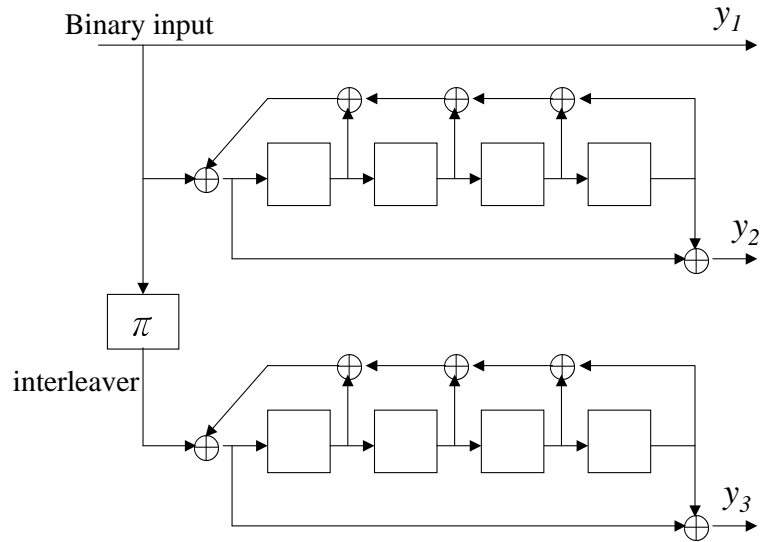 Binary input
y1
y2
π
interleaver
y3